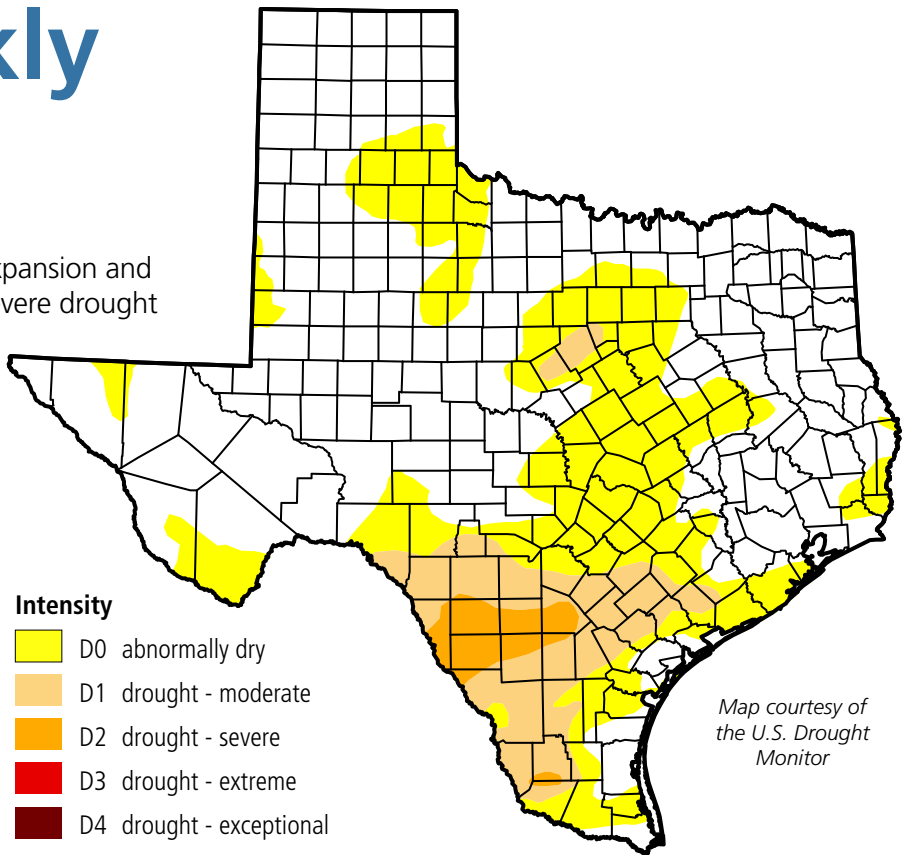 kly
xpansion and
vere drought
Intensity
D0 abnormally dry
D1 drought - moderate
D2 drought - severe
D3 drought - extreme
D4 drought - exceptional
Map courtesy of
the U.S. Drought
Monitor